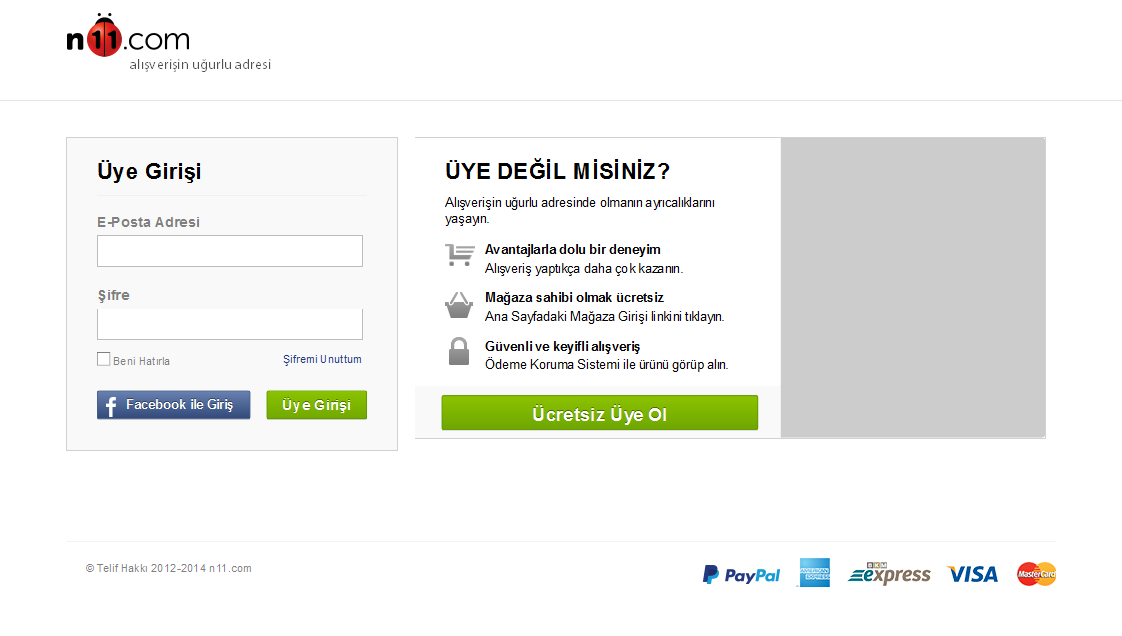 n11.com
alışverişin uğurlu adresi
Üye Girişi
E-Posta Adresi
Şifre
Beni Hatırla
Şifremi Unuttum
Facebook ile Giriş
Üye Girişi
ÜYE DEĞİL MİSİNİZ?
Alışverişin uğurlu adresinde olmanın ayrıcalıklarını
yaşayın.
Avantajlarla dolu bir deneyim
Alışveriş yaptıkça daha çok kazanın.
Mağaza sahibi olmak ücretsiz
Ana Sayfadaki Mağaza Girişi linkini tıklayın.
Güvenli ve keyifli alışveriş
Ödeme Koruma Sistemi ile ürünü görüp alın.
Ücretsiz Üye Ol
© Telif Hakkı 2012-2014 n11.com
PayPal
AMERICAN EXPRESS
BKM express
VISA
MasterCard